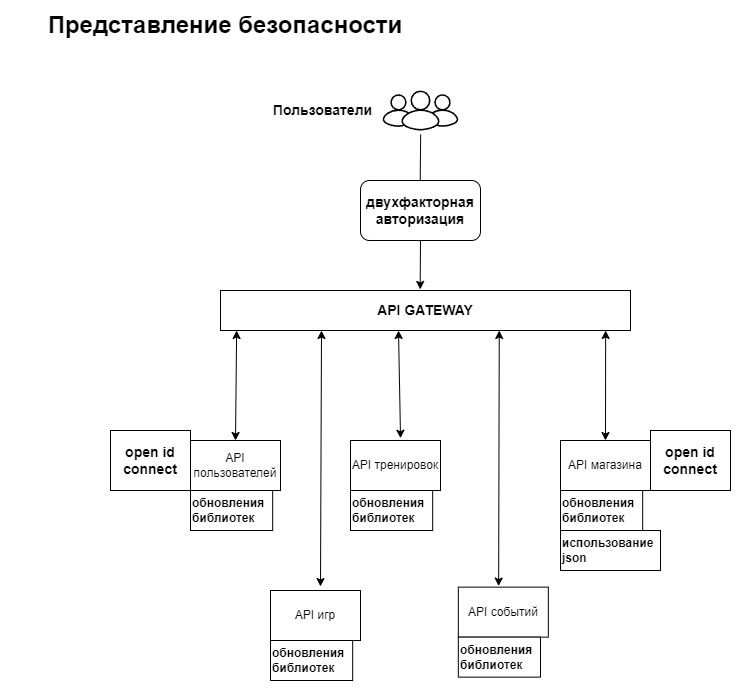 Представление безопасности
Пользователи
двухфакторная
авторизация
API GATEWAY
open id
connect
API
пользователей
обновления
библиотек
API тренировок
обновления
библиотек
API магазина
open id
connect
обновления
библиотек
использование
json
API игр
обновления
библиотек
API событий
обновления
библиотек